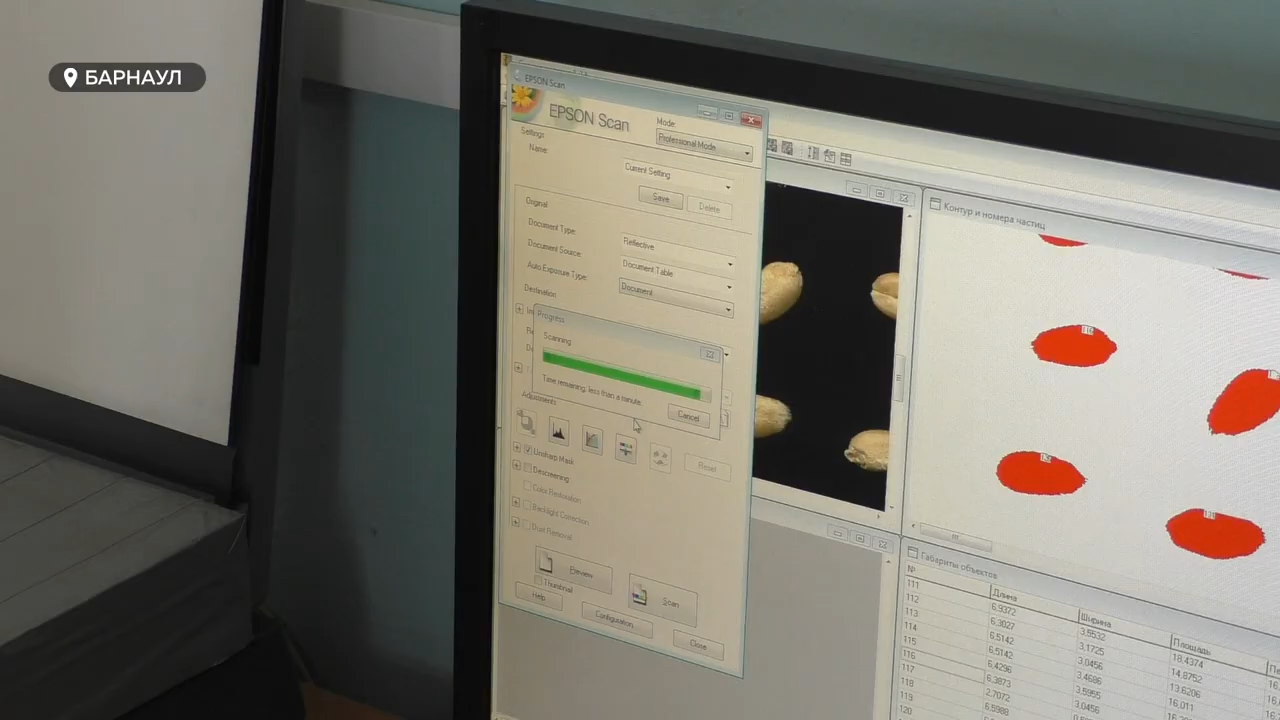 БАРНАУЛ
EPSON Scan
EPSON Scan
Mode:
Professional Mode
Settings
Name:
Current Setting
Save
Delete
Original
Document Type:
Reflective
Document Source:
Document Table
Auto Exposure Type:
Document
Destination
Progress
Scanning
Time remaining: less than a minute.
Cancel
Adjustments
Reset
Unsharp Mask
Descreening
Color Restoration
Backlight Correction
Dust Removal
Preview
Thumbnail
Scan
Help
Configuration
Close
Контур и номера частиц
Габариты объектов
№ Длина Ширина Площадь
111 6,9372 3,5532 18,4374
112 6,3027 3,1725 14,8752
113 6,5142 3,0456 13,6206
114 6,5142 3,4686 16,011
115 6,4296 3,5955
116 6,3873 3,0456
117 2,7072
118 6,5988
119
120